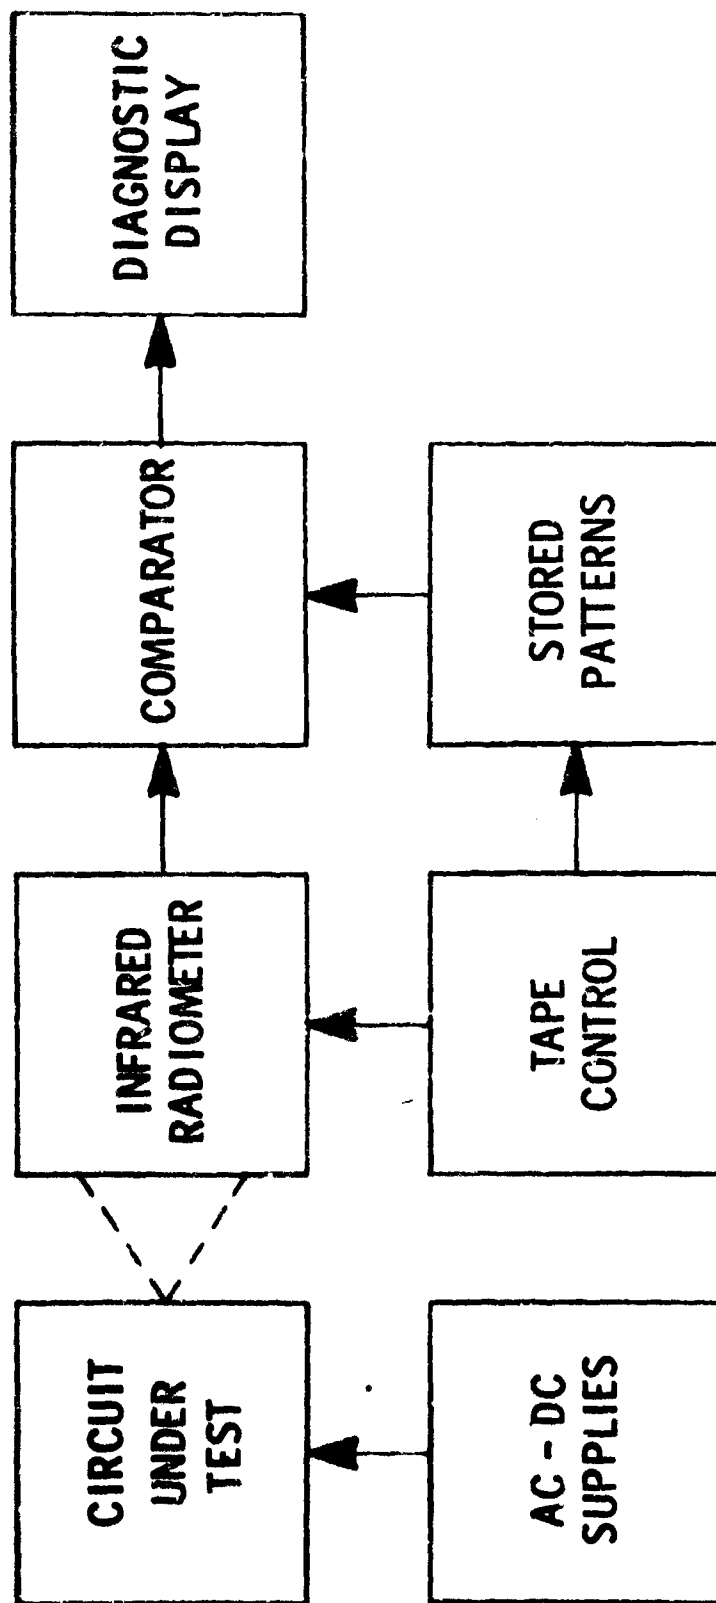 CIRCUIT
UNDER
TEST
INFRARED
RADIOMETER
COMPARATOR
DIAGNOSTIC
DISPLAY
AC - DC
SUPPLIES
TAPE
CONTROL
STORED
PATTERNS